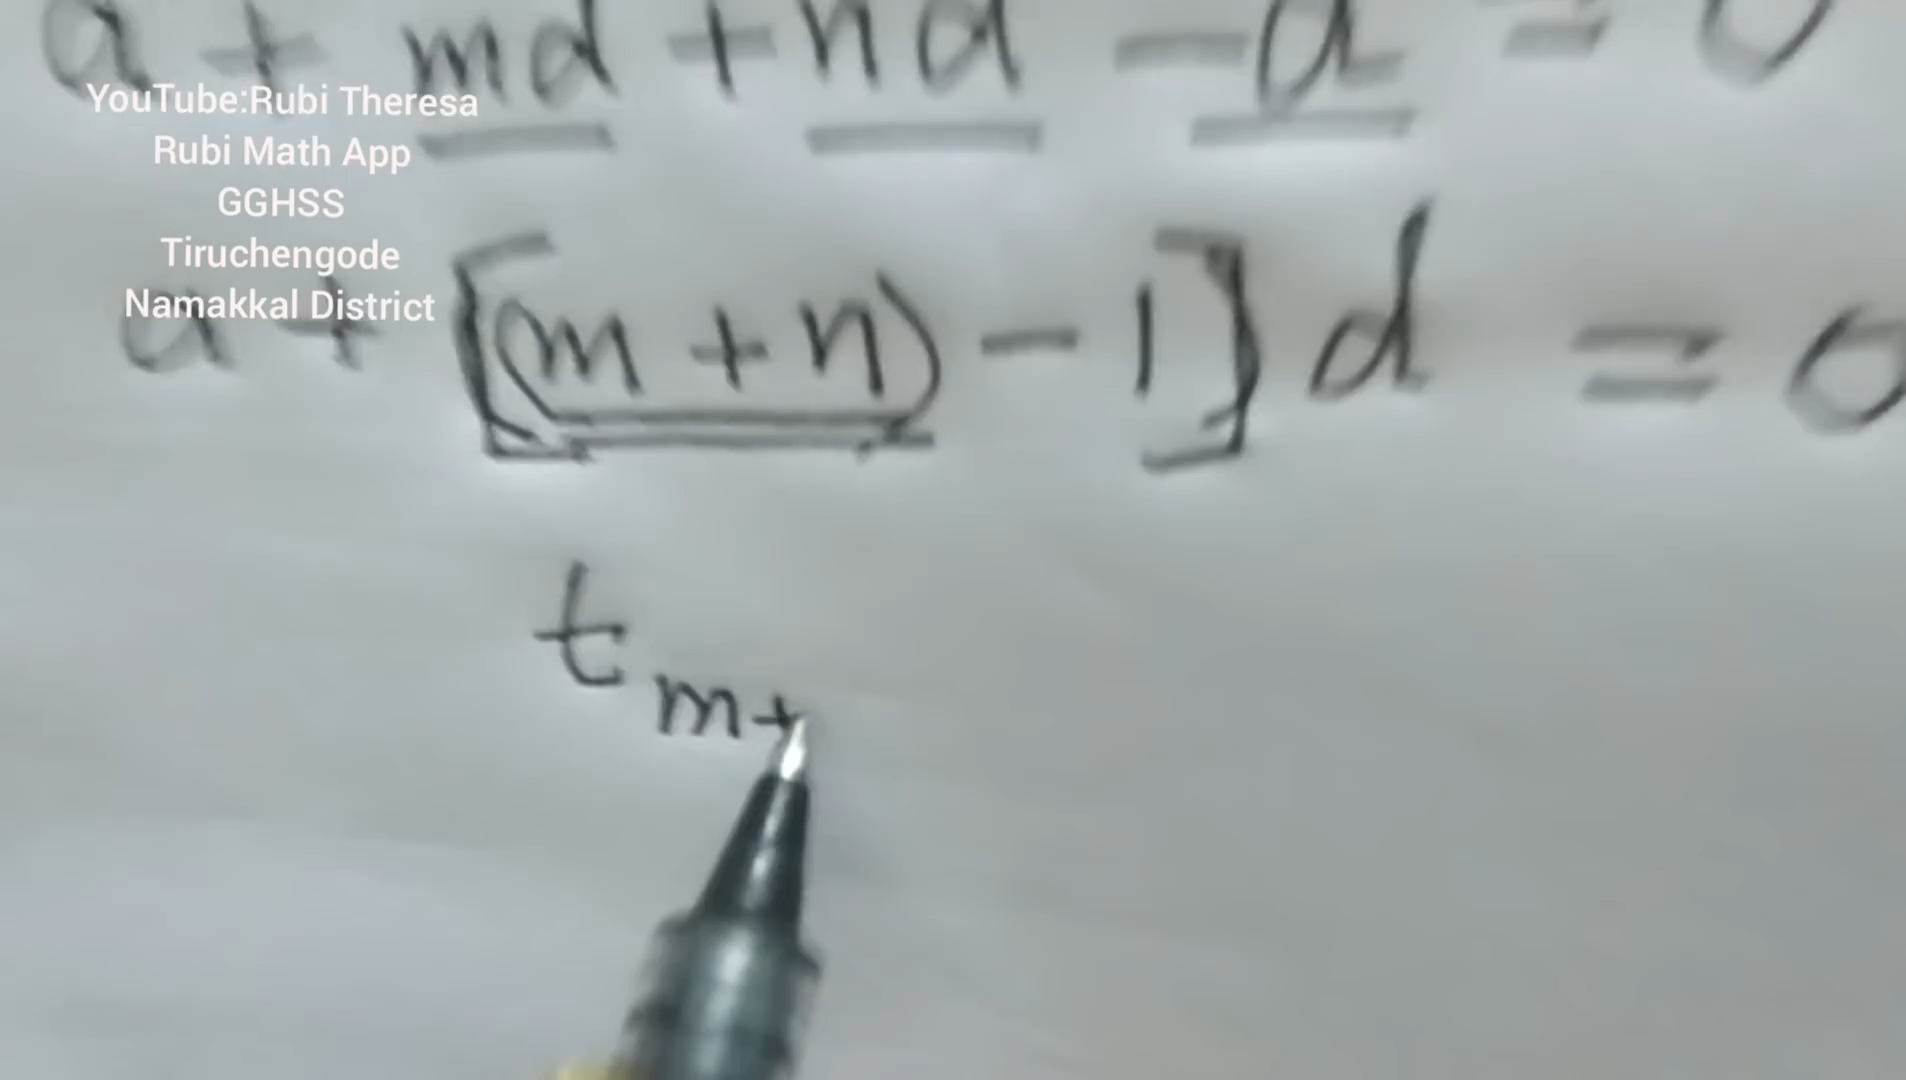 a + md + nd - d = 0
YouTube:Rubi Theresa
Rubi Math App
GGHSS
Tiruchengode
Namakkal District
a + [(m + n) - 1] d = 0
t m+